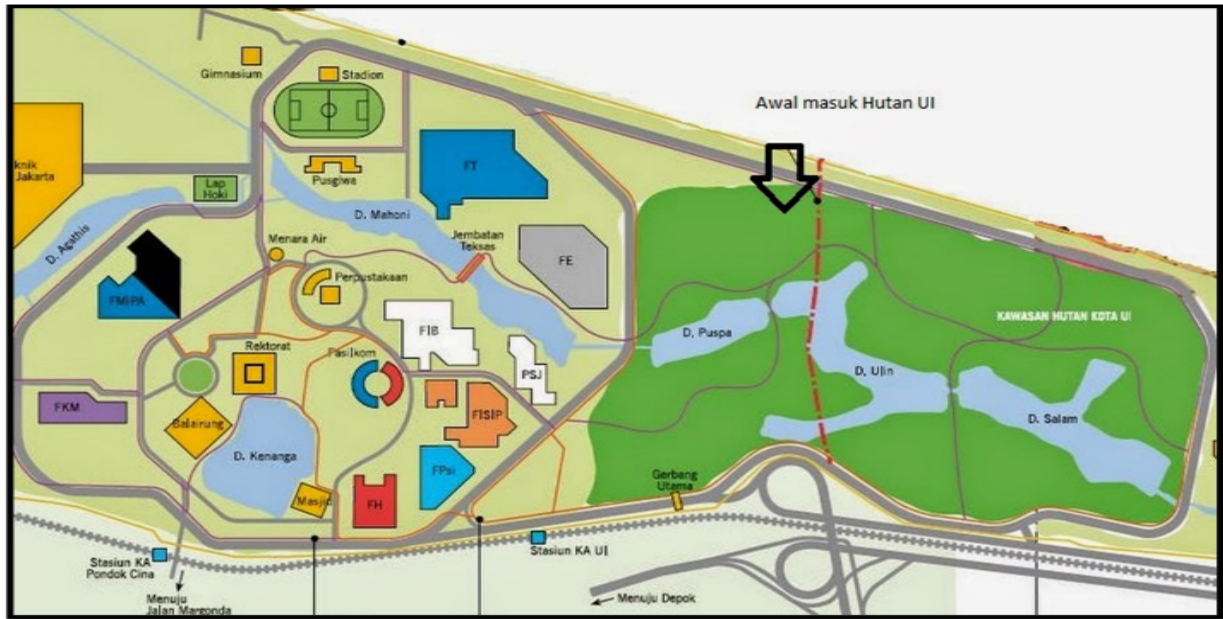 Gimnasium
Stadion
Awal masuk Hutan UI
knik
Jakarta
Lap
Hoki
Pusgiwa
FT
D. Mahoni
D. Agathis
Menara Air
Jembatan
Teksas
FE
Perpustakaan
FMIPA
FIB
D. Puspa
KAWASAN HUTAN KOTA UI
Rektorat
Fasilkom
PSJ
D. Ulin
FKM
Balairung
FISIP
D. Salam
D. Kenanga
FPsi
Masjid
FH
Gerbang
Utama
Stasiun KA
Pondok Cina
Stasiun KA UI
Menuju
Jalan Margonda
Menuju Depok